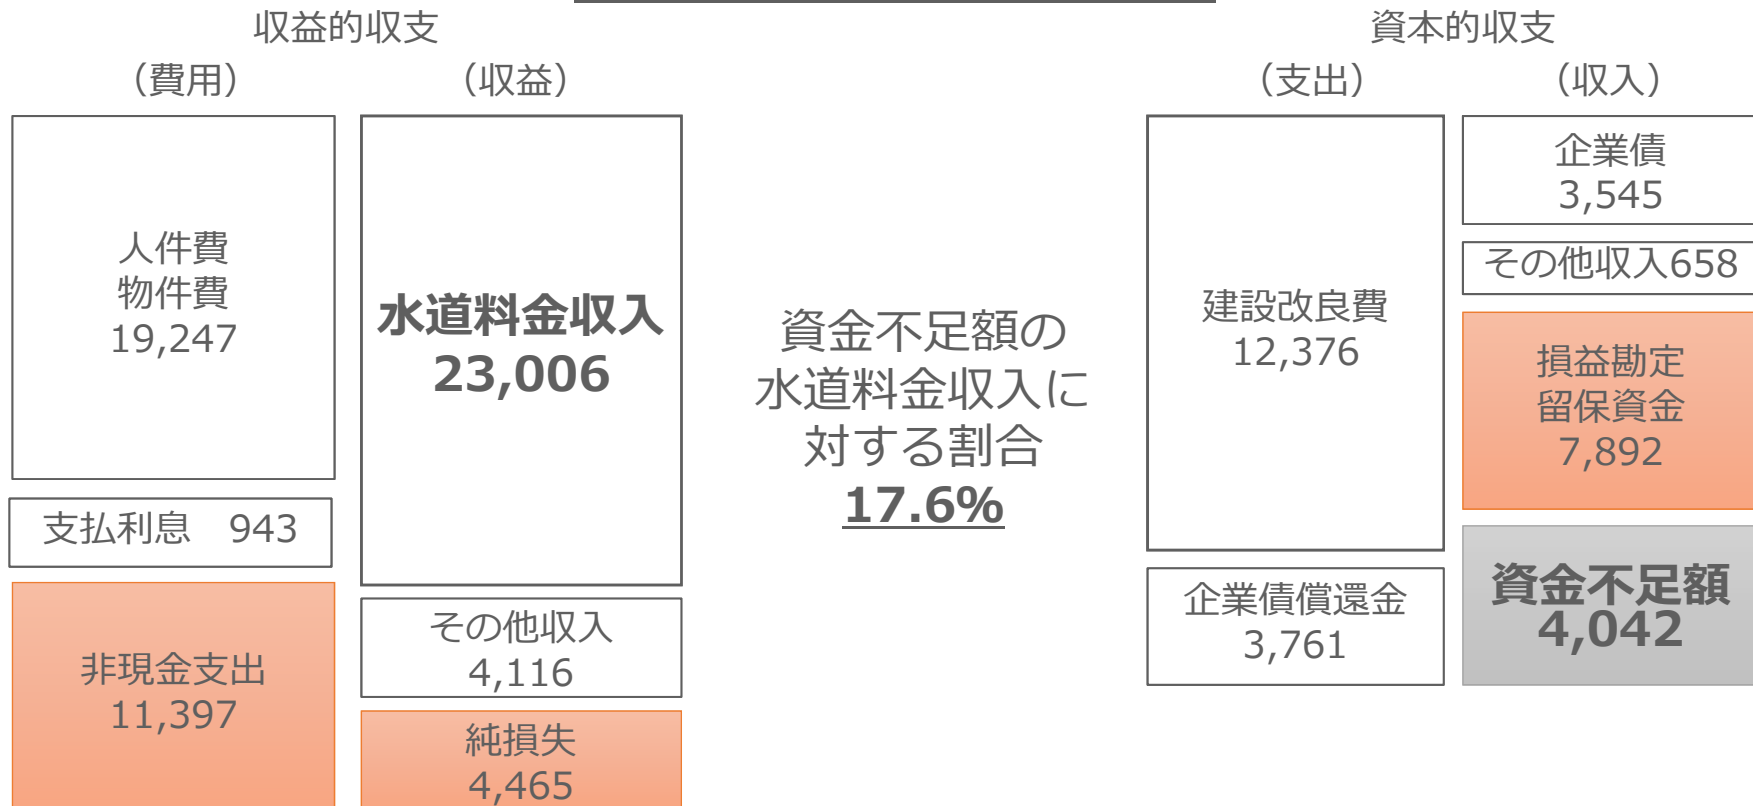 収益的収支
（費用）
（収益）
人件費
物件費
19,247
支払利息　943
非現金支出
11,397
水道料金収入
23,006
その他収入
4,116
純損失
4,465
資金不足額の
水道料金収入に
対する割合
17.6%
資本的収支
（支出）
（収入）
建設改良費
12,376
企業債償還金
3,761
企業債
3,545
その他収入658
損益勘定
留保資金
7,892
資金不足額
4,042